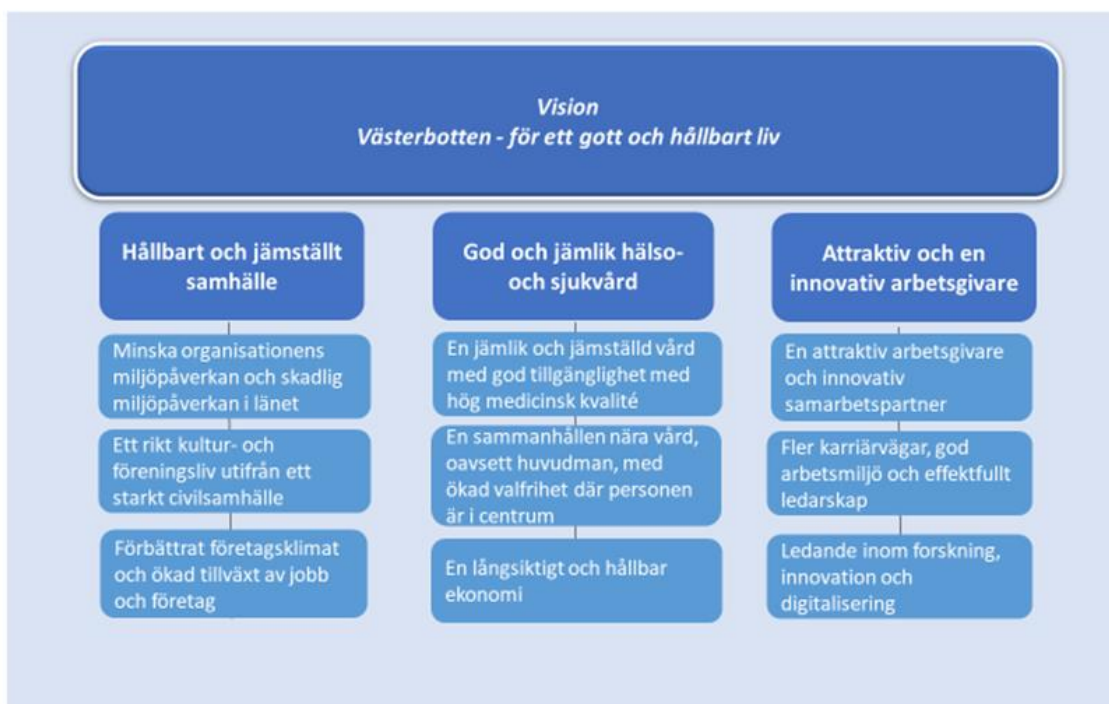 Vision
Västerbotten - för ett gott och hållbart liv
Hållbart och jämställt
samhälle
Minska organisationens
miljöpåverkan och skadlig
miljöpåverkan i länet
Ett rikt kultur- och
föreningsliv utifrån ett
starkt civilsamhälle
Förbättrat företagsklimat
och ökad tillväxt av jobb
och företag
God och jämlik hälso-
och sjukvård
En jämlik och jämställd vård
med god tillgänglighet med
hög medicinsk kvalité
En sammanhållen nära vård,
oavsett huvudman, med
ökad valfrihet där personen
är i centrum
En långsiktigt och hållbar
ekonomi
Attraktiv och en
innovativ arbetsgivare
En attraktiv arbetsgivare
och innovativ
samarbetspartner
Fler karriärvägar, god
arbetsmiljö och effektfullt
ledarskap
Ledande inom forskning,
innovation och
digitalisering